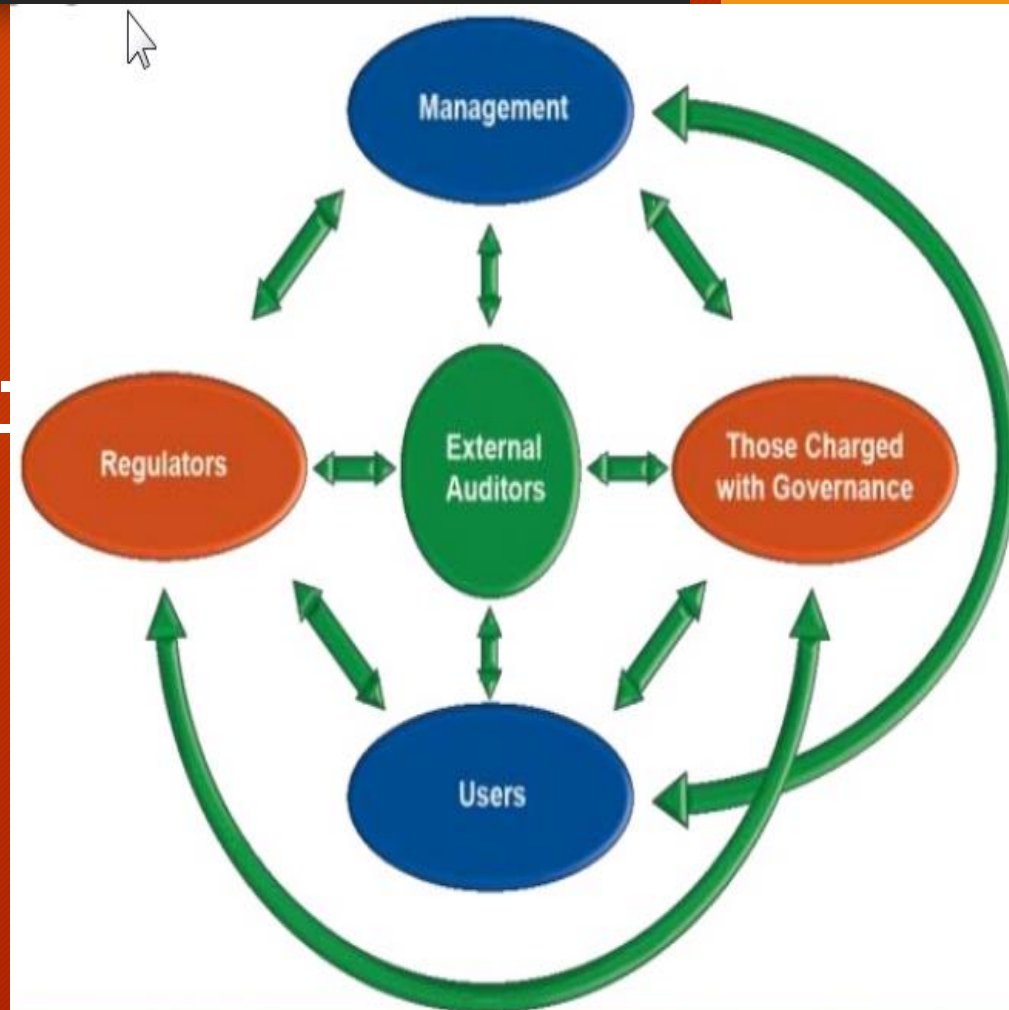 Management
Regulators
External
Auditors
Those Charged
with Governance
Users